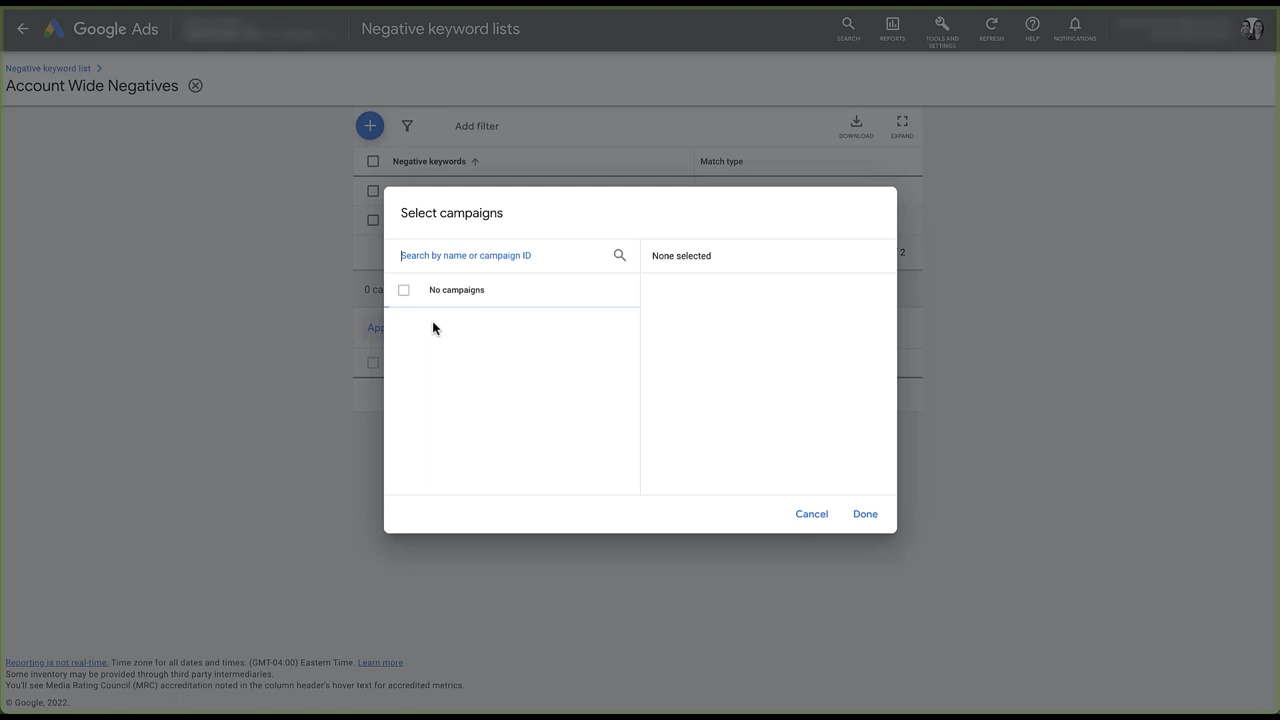 Google Ads
Negative keyword lists
SEARCH
REPORTS
TOOLS AND
SETTINGS
REFRESH
HELP
NOTIFICATIONS
Negative keyword list
Account Wide Negatives
Add filter
DOWNLOAD
EXPAND
Negative keywords
Match type
Select campaigns
Search by name or campaign ID
None selected
2
No campaigns
0 ca
App
Cancel
Done
Reporting is not real-time. Time zone for all dates and times: (GMT-04:00) Eastern Time. Learn more
Some inventory may be provided through third party intermediaries.
You'll see Media Rating Council (MRC) accreditation noted in the column header's hover text for accredited metrics.
© Google, 2022.